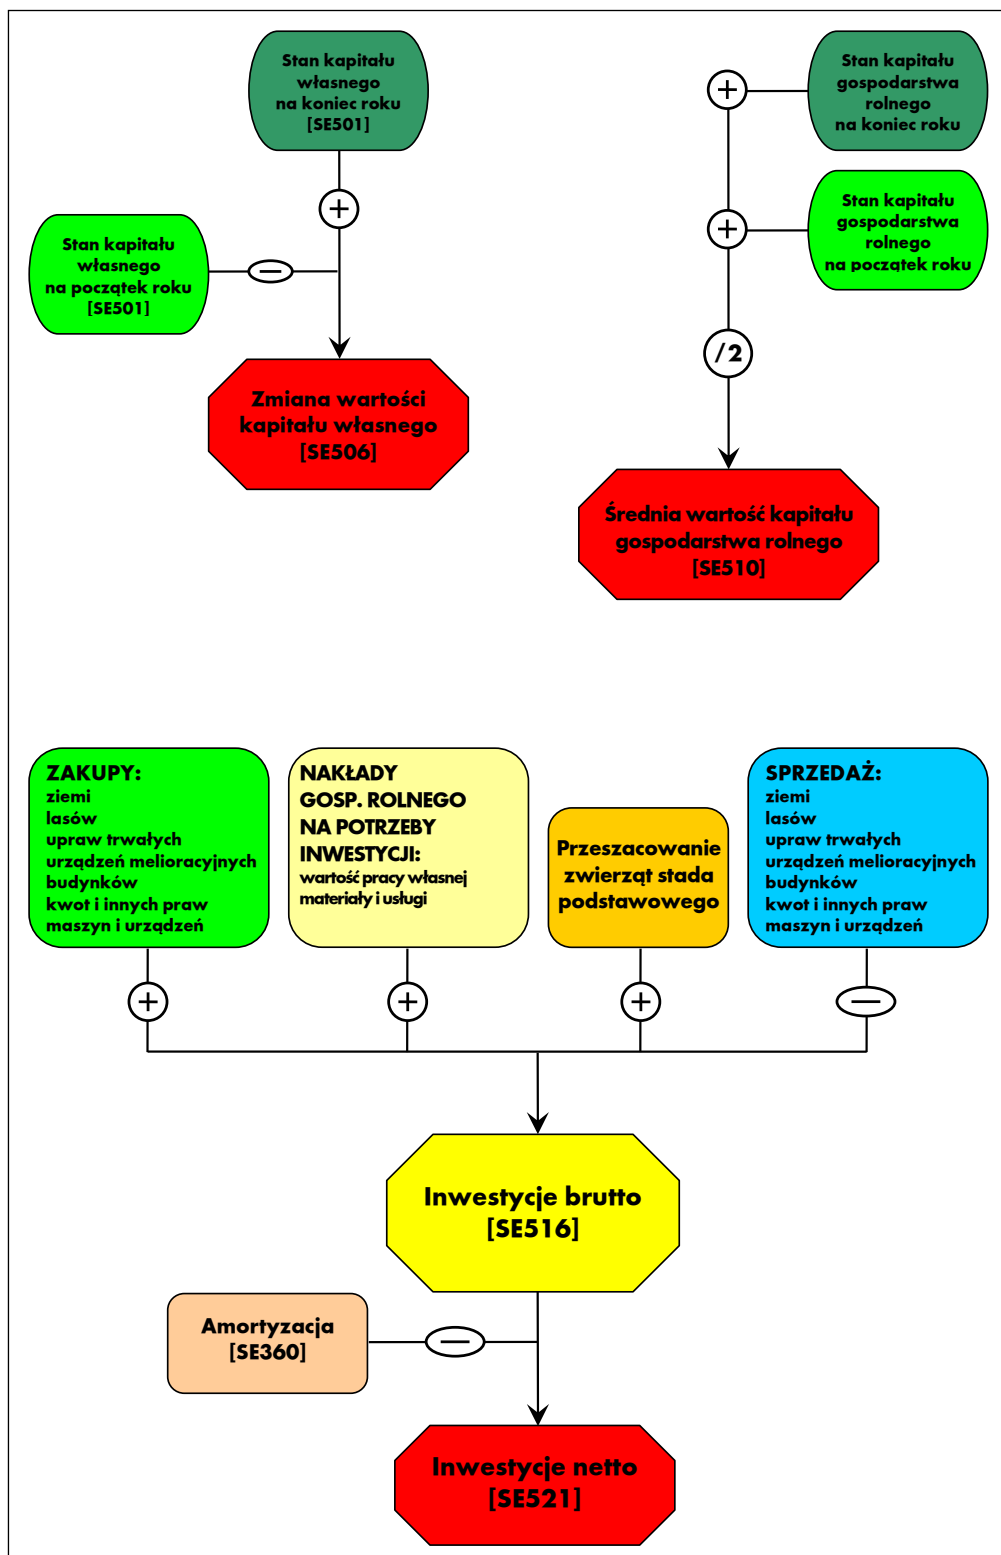 Stan kapitału
własnego
na koniec roku
[SE501]
+
Stan kapitału
własnego
na początek roku
[SE501]
−
Zmiana wartości
kapitału własnego
[SE506]
Stan kapitału
gospodarstwa
rolnego
na koniec roku
+
Stan kapitału
gospodarstwa
rolnego
na początek roku
+
/2
Średnia wartość kapitału
gospodarstwa rolnego
[SE510]
ZAKUPY:
ziemi
lasów
upraw trwałych
urządzeń melioracyjnych
budynków
kwot i innych praw
maszyn i urządzeń
NAKŁADY
GOSP. ROLNEGO
NA POTRZEBY
INWESTYCJI:
wartość pracy własnej
materiały i usługi
Przeszacowanie
zwierząt stada
podstawowego
SPRZEDAŻ:
ziemi
lasów
upraw trwałych
urządzeń melioracyjnych
budynków
kwot i innych praw
maszyn i urządzeń
+
+
+
−
Inwestycje brutto
[SE516]
Amortyzacja
[SE360]
−
Inwestycje netto
[SE521]